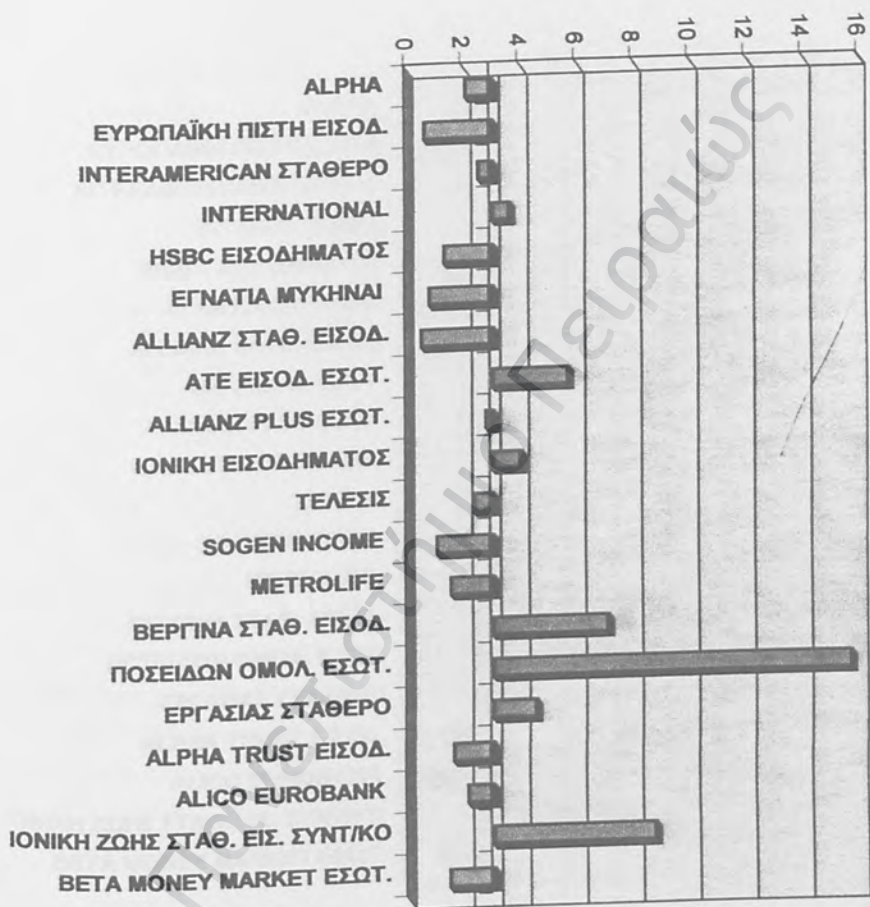 0 2 4 6 8 10 12 14 16
ALPHA
ΕΥΡΩΠΑΪΚΗ ΠΙΣΤΗ ΕΙΣΟΔ.
INTERAMERICAN ΣΤΑΘΕΡΟ
INTERNATIONAL
HSBC ΕΙΣΟΔΗΜΑΤΟΣ
ΕΓΝΑΤΙΑ ΜΥΚΗΝΑΙ
ALLIANZ ΣΤΑΘ. ΕΙΣΟΔ.
ΑΤΕ ΕΙΣΟΔ. ΕΣΩΤ.
ALLIANZ PLUS ΕΣΩΤ.
ΙΟΝΙΚΗ ΕΙΣΟΔΗΜΑΤΟΣ
ΤΕΛΕΣΙΣ
SOGEN INCOME
METROLIFE
ΒΕΡΓΙΝΑ ΣΤΑΘ. ΕΙΣΟΔ.
ΠΟΣΕΙΔΩΝ ΟΜΟΛ. ΕΣΩΤ.
ΕΡΓΑΣΙΑΣ ΣΤΑΘΕΡΟ
ALPHA TRUST ΕΙΣΟΔ.
ALICO EUROBANK
ΙΟΝΙΚΗ ΖΩΗΣ ΣΤΑΘ. ΕΙΣ. ΣΥΝΤ/ΚΟ
BETA MONEY MARKET ΕΣΩΤ.
Πανεπιστήμιο Πειραιώς